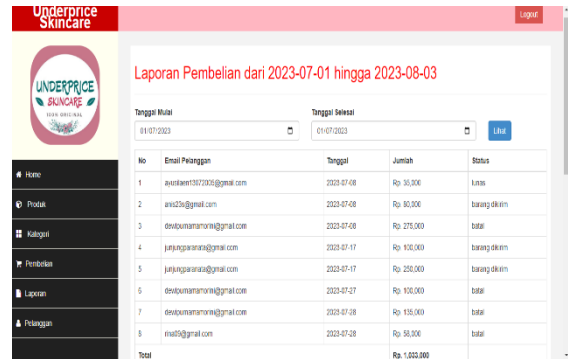 Underprice
Skincare
Logout
UNDERPRICE
SKINCARE
100% ORIGINAL
Home
Produk
Kategori
Pembelian
Laporan
Pelanggan
Laporan Pembelian dari 2023-07-01 hingga 2023-08-03
Tanggal Mulai Tanggal Selesai
01/07/2023 01/07/2023 Lihat
No Email Pelanggan Tanggal Jumlah Status
1 2023-07-08 Rp. 35,000 lunas
2 anis23s@gmail.com 2023-07-08 Rp. 80,000 barang dikirim
3 dewipurnamamorini@gmail.com 2023-07-08 Rp. 275,000 batal
4 junjungparanata@gmail.com 2023-07-17 Rp. 100,000 barang dikirim
5 junjungparanata@gmail.com 2023-07-17 Rp. 250,000 barang dikirim
6 dewipurnamamorini@gmail.com 2023-07-27 Rp. 100,000 batal
7 dewipurnamamorini@gmail.com 2023-07-28 Rp. 135,000 batal
8 rina09@gmail.com 2023-07-28 Rp. 58,000 batal
Total Rp. 1,033,000